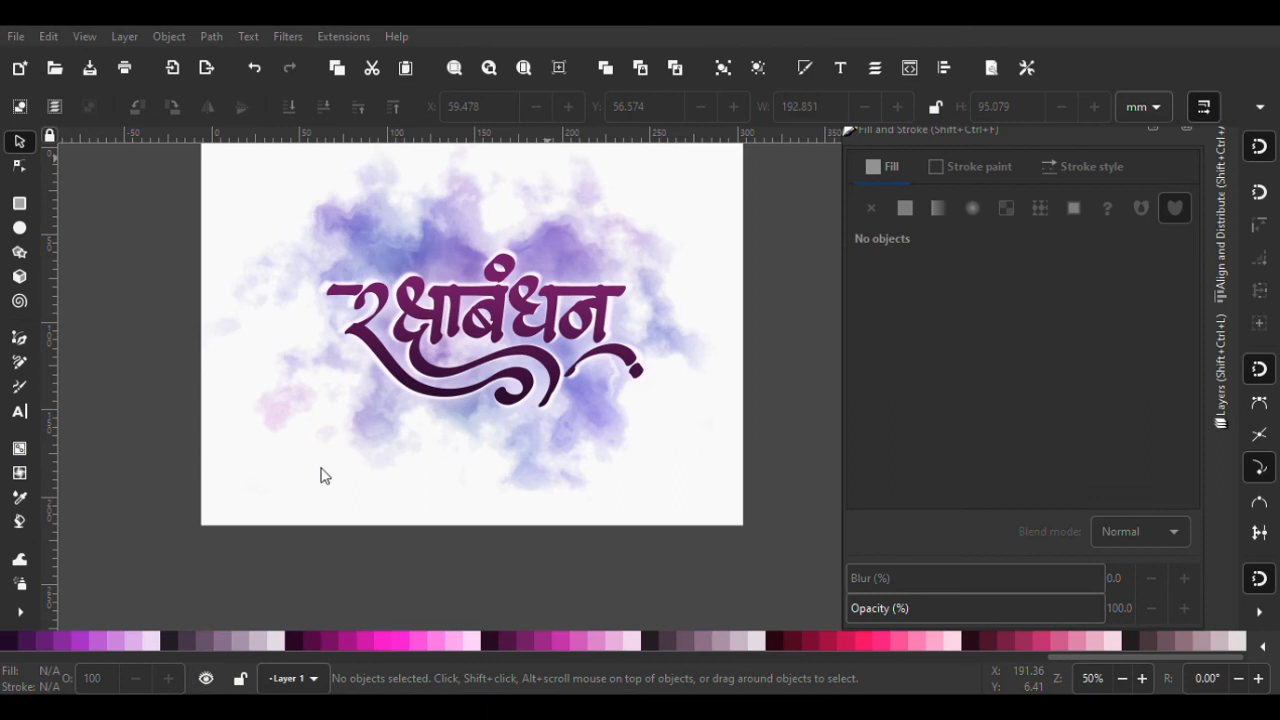 File Edit View Layer Object Path Text Filters Extensions Help
X: 59.478 Y: 56.574 W: 192.851 H: 95.079 mm
Fill and Stroke (Shift+Ctrl+F)
Fill Stroke paint Stroke style
No objects
रक्षाबंधन
Align and Distribute (Shift+Ctrl+
Layers (Shift+Ctrl+L)
Blend mode: Normal
Blur (%) 0.0
Opacity (%) 100.0
Fill: N/A O: 100
Stroke: N/A
-Layer 1
No objects selected. Click, Shift+click, Alt+scroll mouse on top of objects, or drag around objects to select.
X: 191.36
Y: 6.41
Z: 50% R: 0.00°